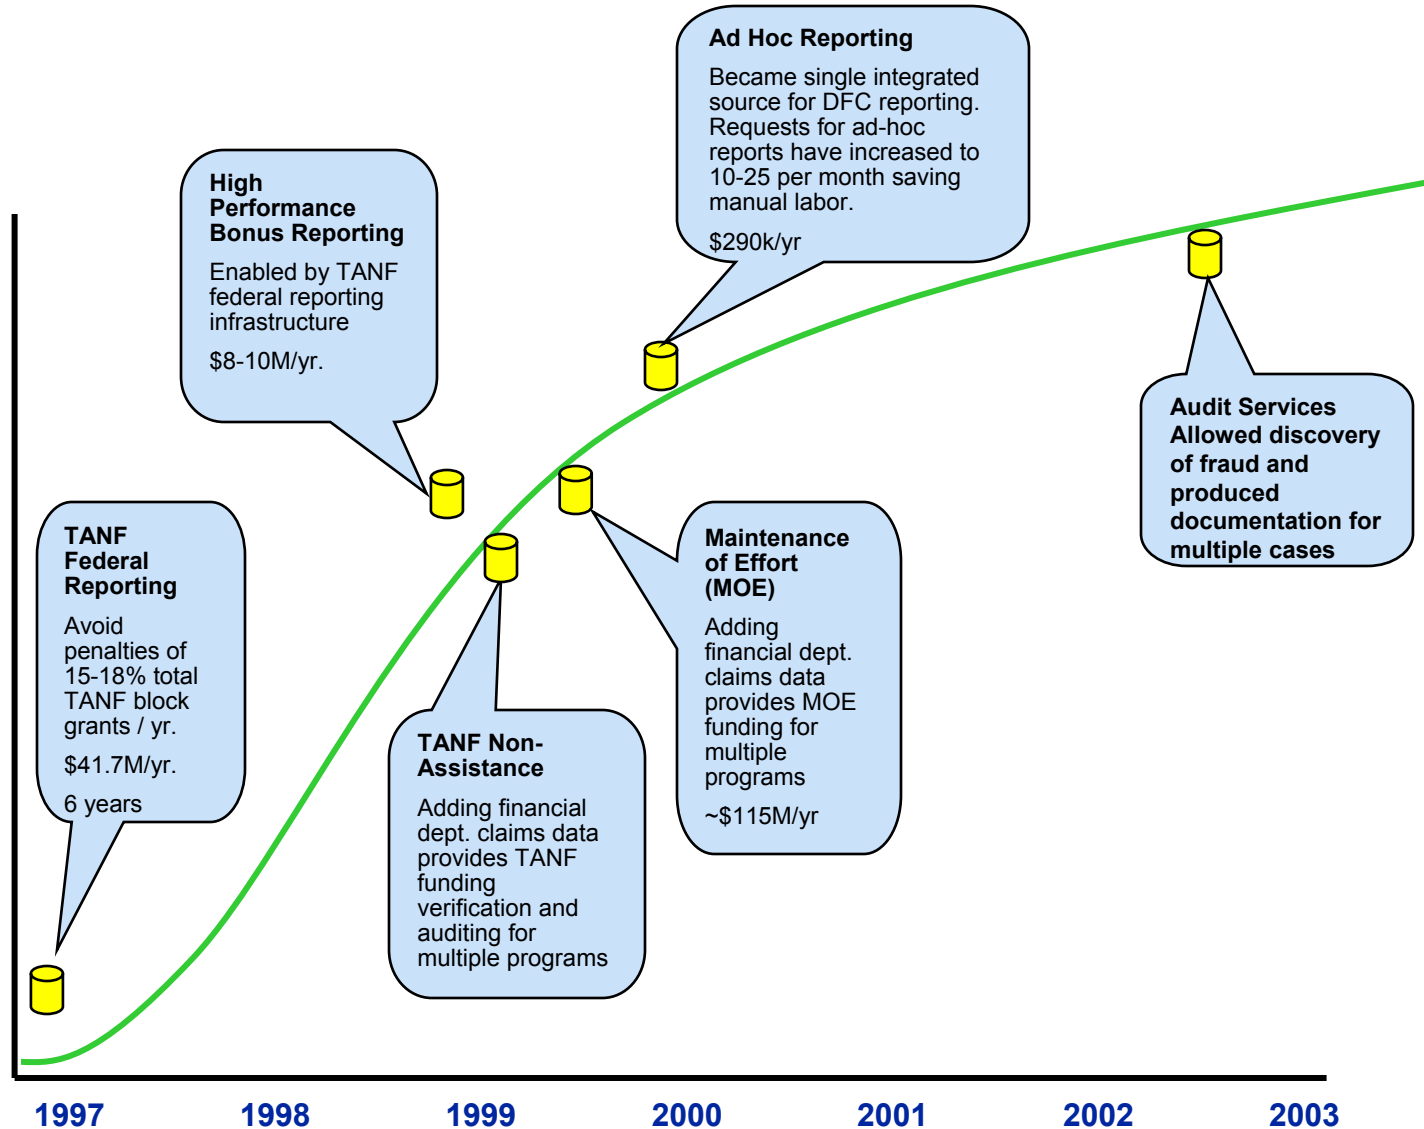 Ad Hoc Reporting
Became single integrated
source for DFC reporting.
Requests for ad-hoc
reports have increased to
10-25 per month saving
manual labor.
$290k/yr
High
Performance
Bonus Reporting
Enabled by TANF
federal reporting
infrastructure
$8-10M/yr.
Audit Services
Allowed discovery
of fraud and
produced
documentation for
multiple cases
TANF
Federal
Reporting
Avoid
penalties of
15-18% total
TANF block
grants / yr.
$41.7M/yr.
6 years
Maintenance
of Effort
(MOE)
Adding
financial dept.
claims data
provides MOE
funding for
multiple
programs
~$115M/yr
TANF Non-
Assistance
Adding financial
dept. claims data
provides TANF
funding
verification and
auditing for
multiple programs
1997 1998 1999 2000 2001 2002 2003